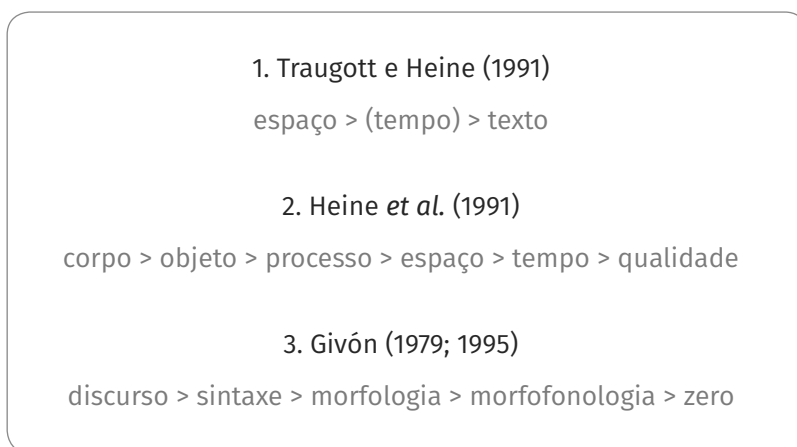 1. Traugott e Heine (1991)
espaço > (tempo) > texto
2. Heine et al. (1991)
corpo > objeto > processo > espaço > tempo > qualidade
3. Givón (1979; 1995)
discurso > sintaxe > morfologia > morfofonologia > zero